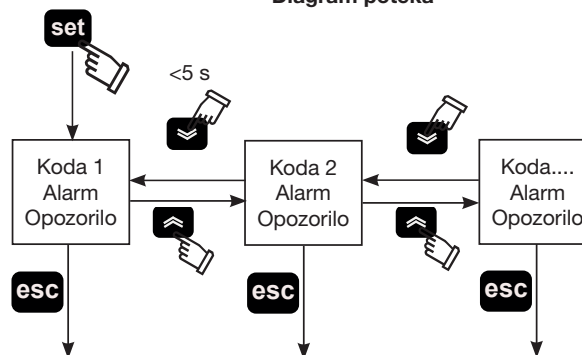 Diagram poteka
set
<5 s
Koda 1
Alarm
Opozorilo
Koda 2
Alarm
Opozorilo
Koda....
Alarm
Opozorilo
esc
esc
esc